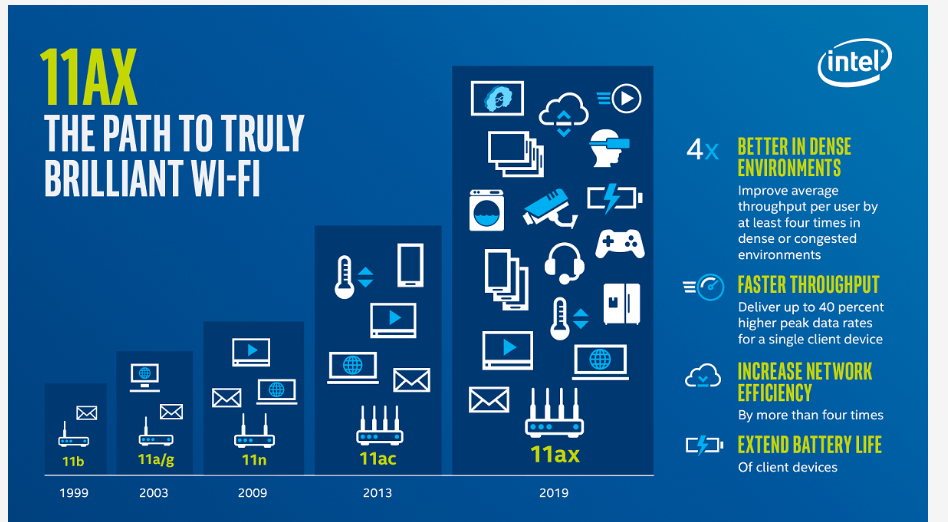 11AX
THE PATH TO TRULY
BRILLIANT WI-FI
intel
4x
BETTER IN DENSE
ENVIRONMENTS
Improve average
throughput per user by
at least four times in
dense or congested
environments
FASTER THROUGHPUT
Deliver up to 40 percent
higher peak data rates
for a single client device
INCREASE NETWORK
EFFICIENCY
By more than four times
EXTEND BATTERY LIFE
Of client devices
11b
11a/g
11n
11ac
11ax
1999
2003
2009
2013
2019